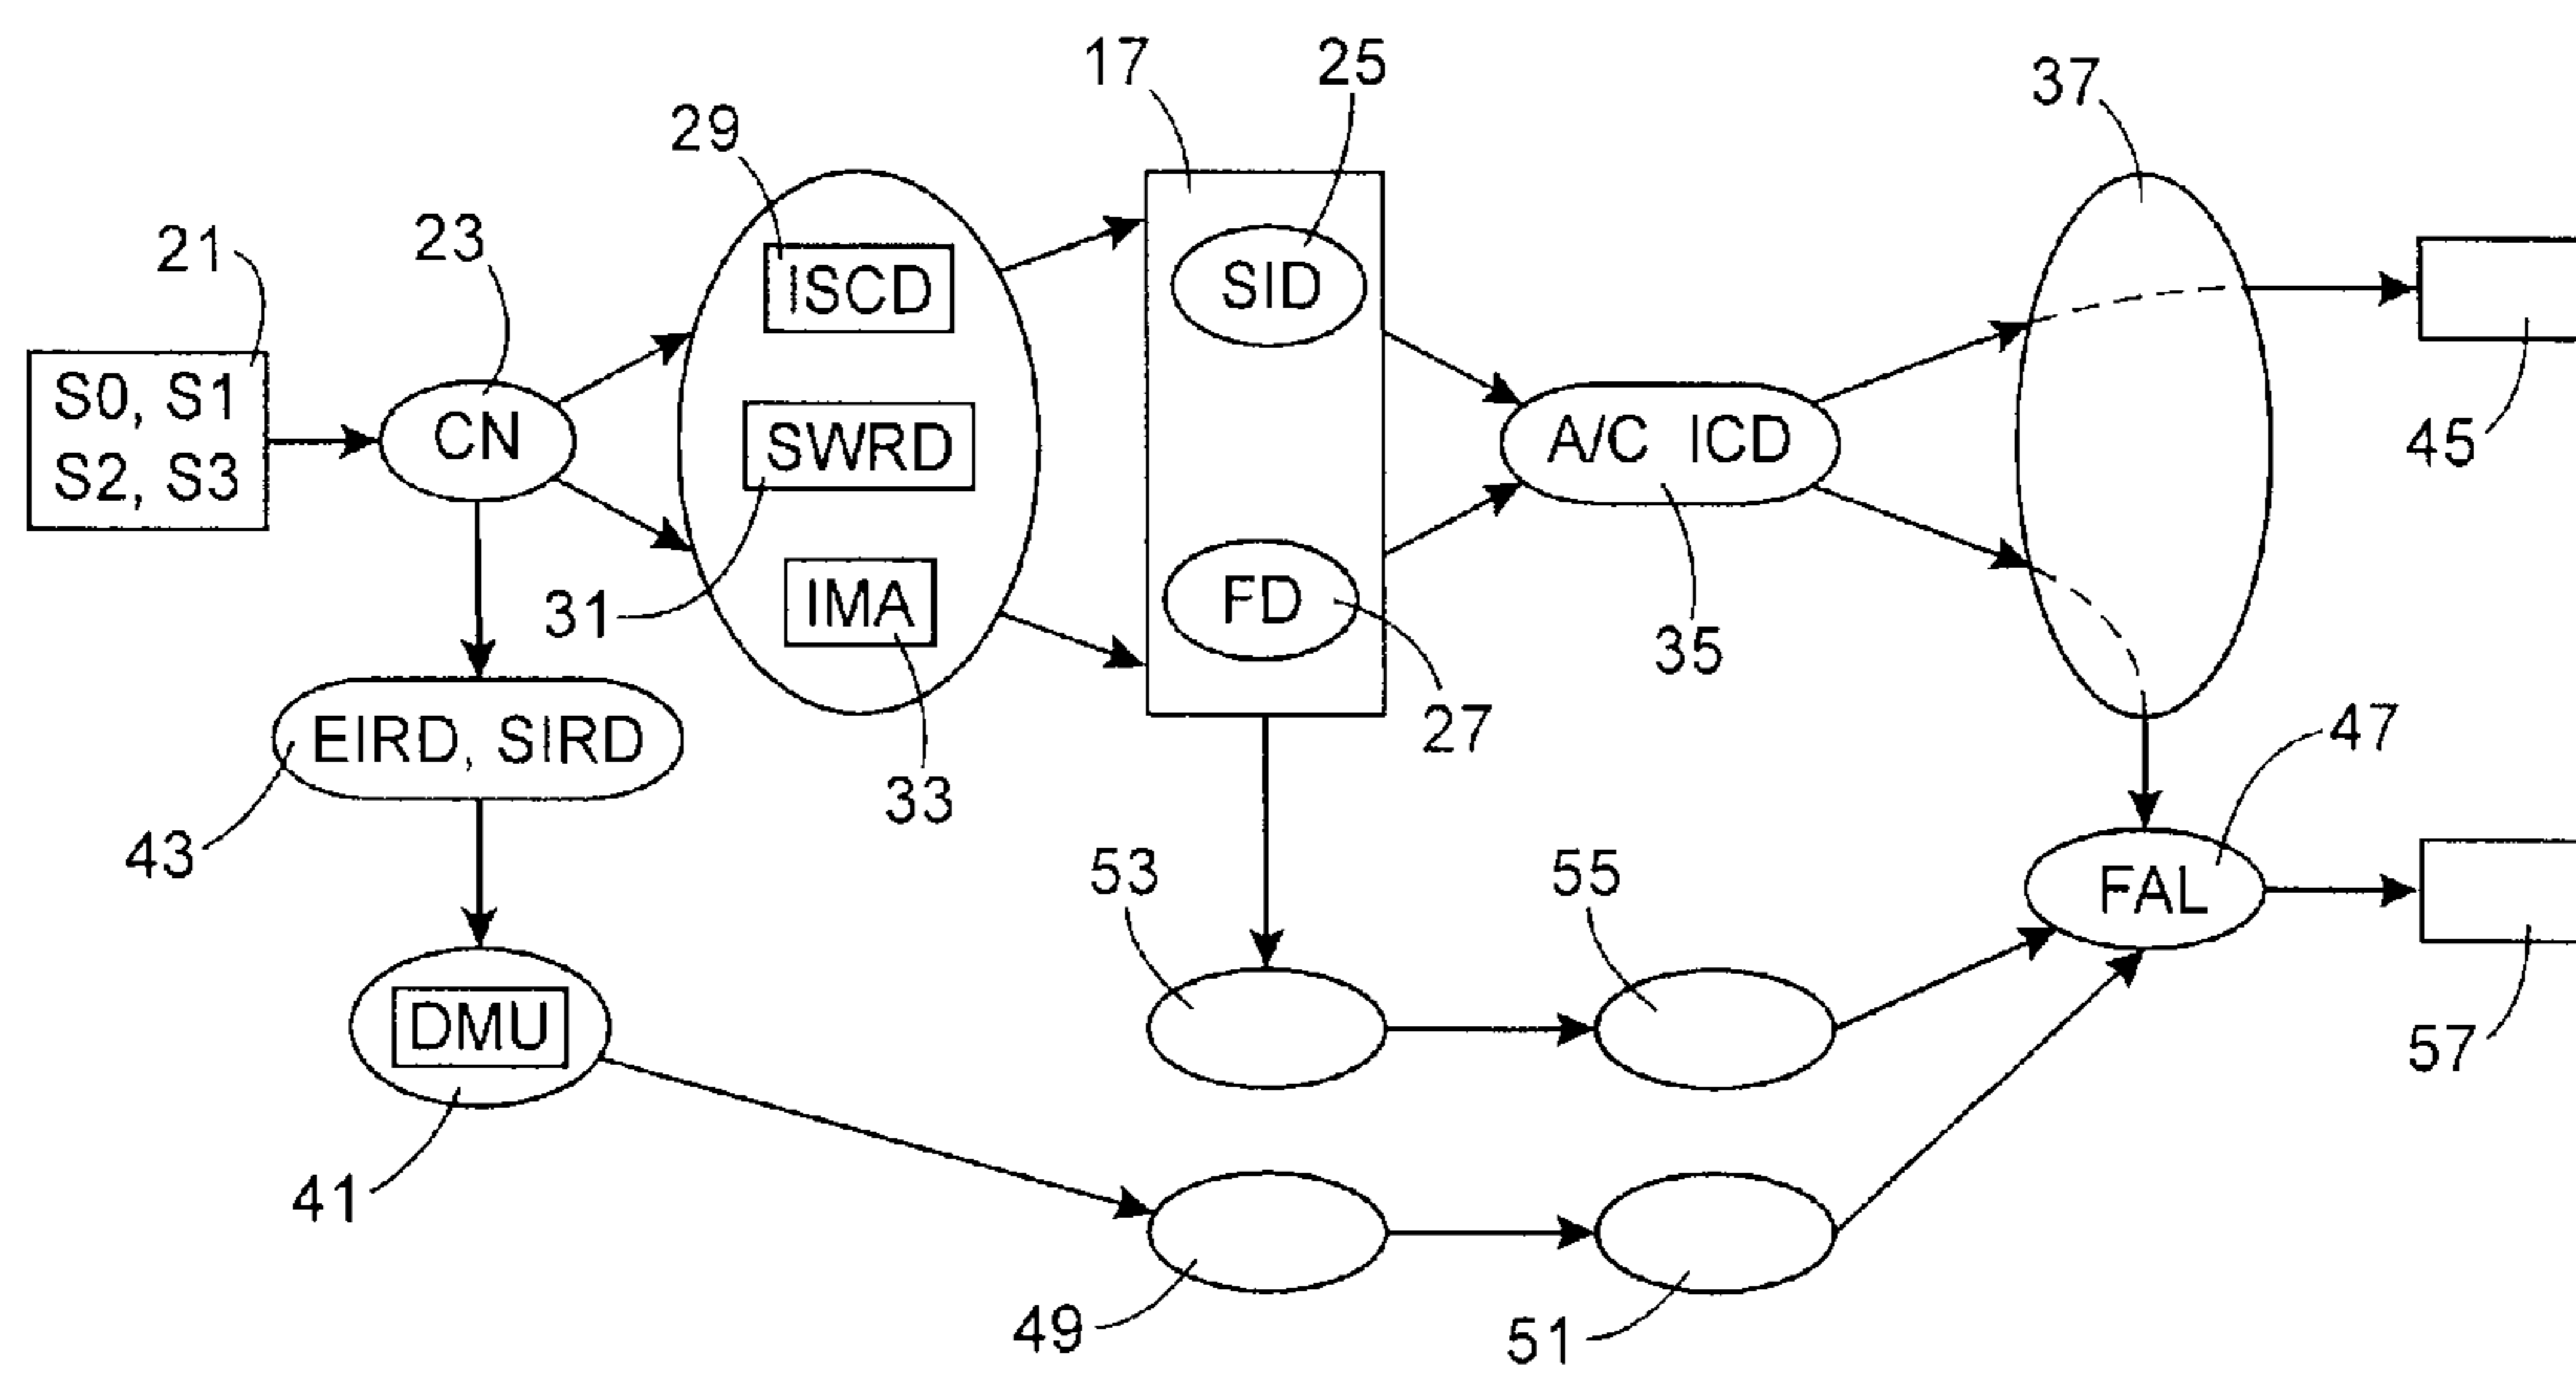 17
25
37
29
23
21
ISCD
SID
S0, S1
S2, S3
CN
SWRD
A/C ICD
45
IMA
FD
31
35
EIRD, SIRD
33
27
47
43
53
55
FAL
DMU
57
41
49
51